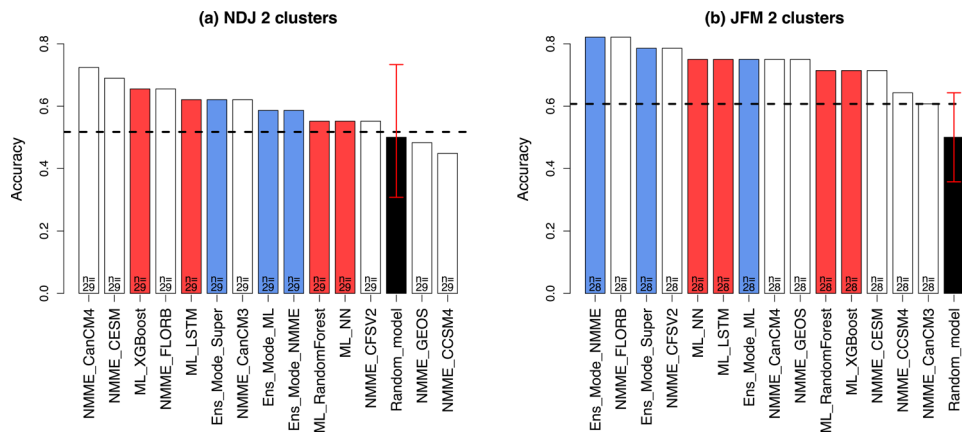 (a) NDJ 2 clusters
Accuracy
0.0
0.2
0.4
0.6
0.8
n=
29
n=
29
n=
29
n=
29
n=
29
n=
29
n=
29
n=
29
n=
29
n=
29
n=
29
n=
29
n=
29
n=
29
NMME_CanCM4
NMME_CESM
ML_XGBoost
NMME_FLORB
ML_LSTM
Ens_Mode_Super
NMME_CanCM3
Ens_Mode_ML
Ens_Mode_NMME
ML_RandomForest
ML_NN
NMME_CFSV2
Random_model
NMME_GEOS
NMME_CCSM4
(b) JFM 2 clusters
Accuracy
0.0
0.2
0.4
0.6
0.8
n=
28
n=
28
n=
28
n=
28
n=
28
n=
28
n=
28
n=
28
n=
28
n=
28
n=
28
n=
28
n=
28
n=
28
Ens_Mode_NMME
NMME_FLORB
Ens_Mode_Super
NMME_CFSV2
ML_NN
ML_LSTM
Ens_Mode_ML
NMME_CanCM4
NMME_GEOS
ML_RandomForest
ML_XGBoost
NMME_CESM
NMME_CCSM4
NMME_CanCM3
Random_model